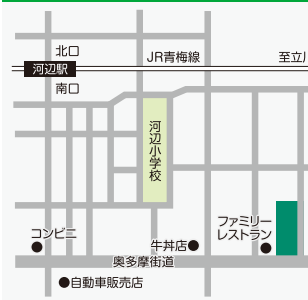 北口
JR青梅線
至立川
河辺駅
南口
河辺小学校
コンビニ
ファミリー
レストラン
牛丼店
奥多摩街道
自動車販売店